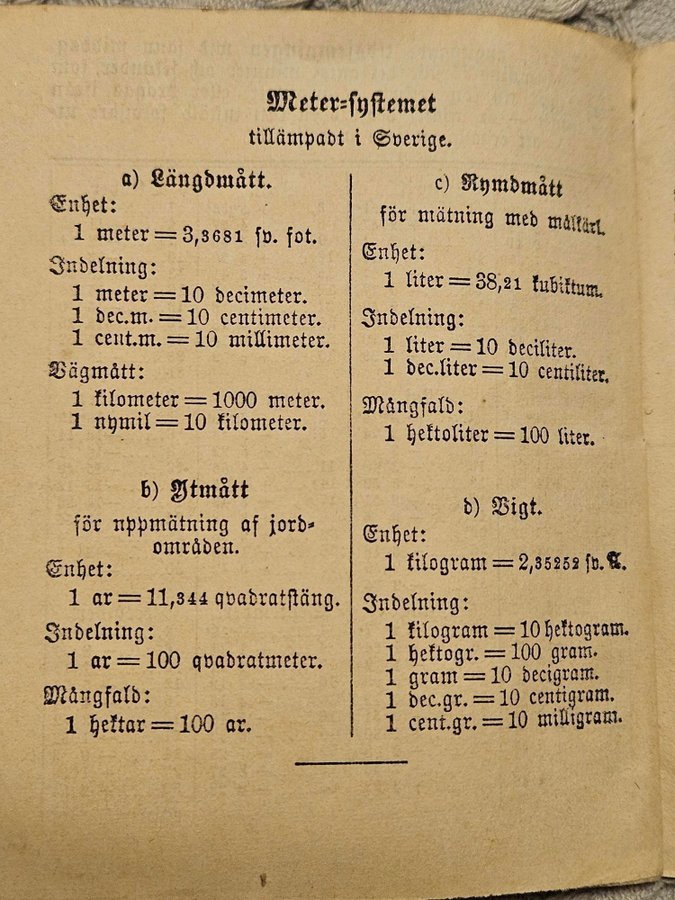 Meter-systemet
tillämpadt i Sverige.
a) Längdmått.
Enhet:
1 meter = 3,3681 sv. fot.
Indelning:
1 meter = 10 decimeter.
1 dec.m. = 10 centimeter.
1 cent.m. = 10 millimeter.
Vägmått:
1 kilometer = 1000 meter.
1 nymil = 10 kilometer.
b) Ytmått
för uppmätning af jord-
områden.
Enhet:
1 ar = 11,344 qvadratstång.
Indelning:
1 ar = 100 qvadratmeter.
Mångfald:
1 hektar = 100 ar.
c) Rymdmått
för mätning med målkärl.
Enhet:
1 liter = 38,21 kubiktum.
Indelning:
1 liter = 10 deciliter.
1 dec.liter = 10 centiliter.
Mångfald:
1 hektoliter = 100 liter.
d) Vigt.
Enhet:
1 kilogram = 2,35252 sv. ℔.
Indelning:
1 kilogram = 10 hektogram.
1 hektogr. = 100 gram.
1 gram = 10 decigram.
1 dec.gr. = 10 centigram.
1 cent.gr. = 10 milligram.